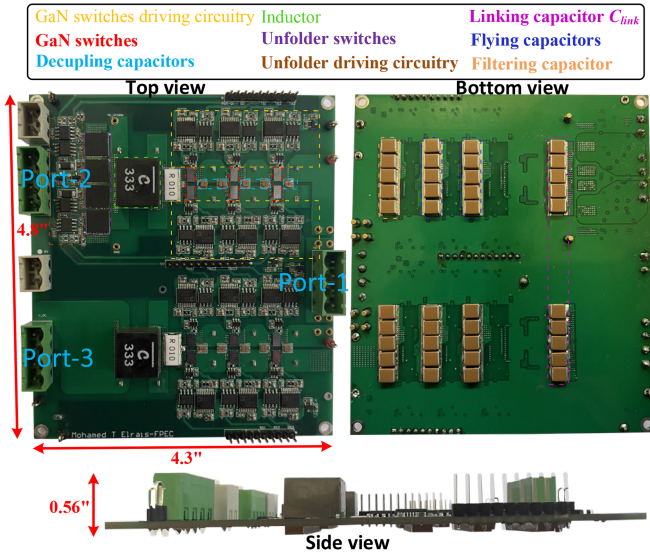 GaN switches driving circuitry
Inductor
Linking capacitor Clink
GaN switches
Unfolder switches
Flying capacitors
Decupling capacitors
Unfolder driving circuitry
Filtering capacitor
Top view
Bottom view
Port-2
C
333
R010
4.8"
Port-1
Port-3
C
333
R010
Mohamed T Elrais-FPEC
4.3"
0.56"
Side view